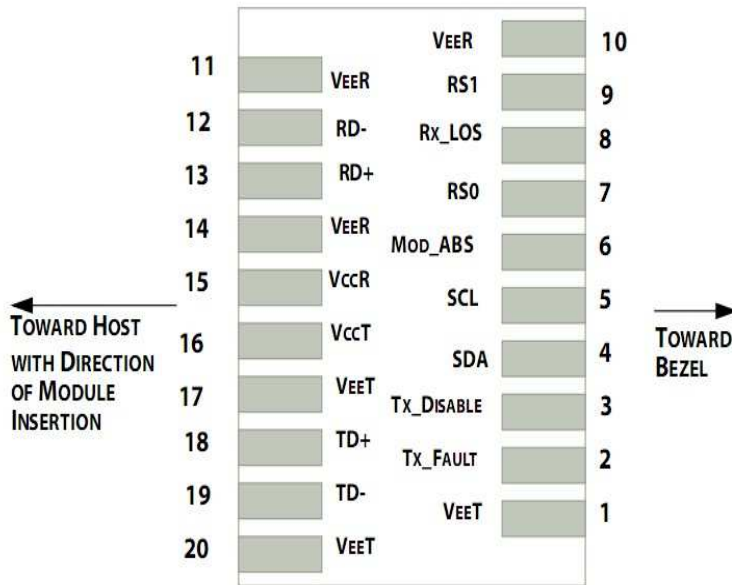 VEER 10
11 VEER
RS1 9
12 RD-
RX_LOS 8
13 RD+
RS0 7
14 VEER
MOD_ABS 6
15 VCCR
SCL 5
TOWARD HOST
WITH DIRECTION
OF MODULE
INSERTION
TOWARD
BEZEL
16 VCCT
SDA 4
17 VEET
TX_DISABLE 3
18 TD+
TX_FAULT 2
19 TD-
VEET 1
20 VEET